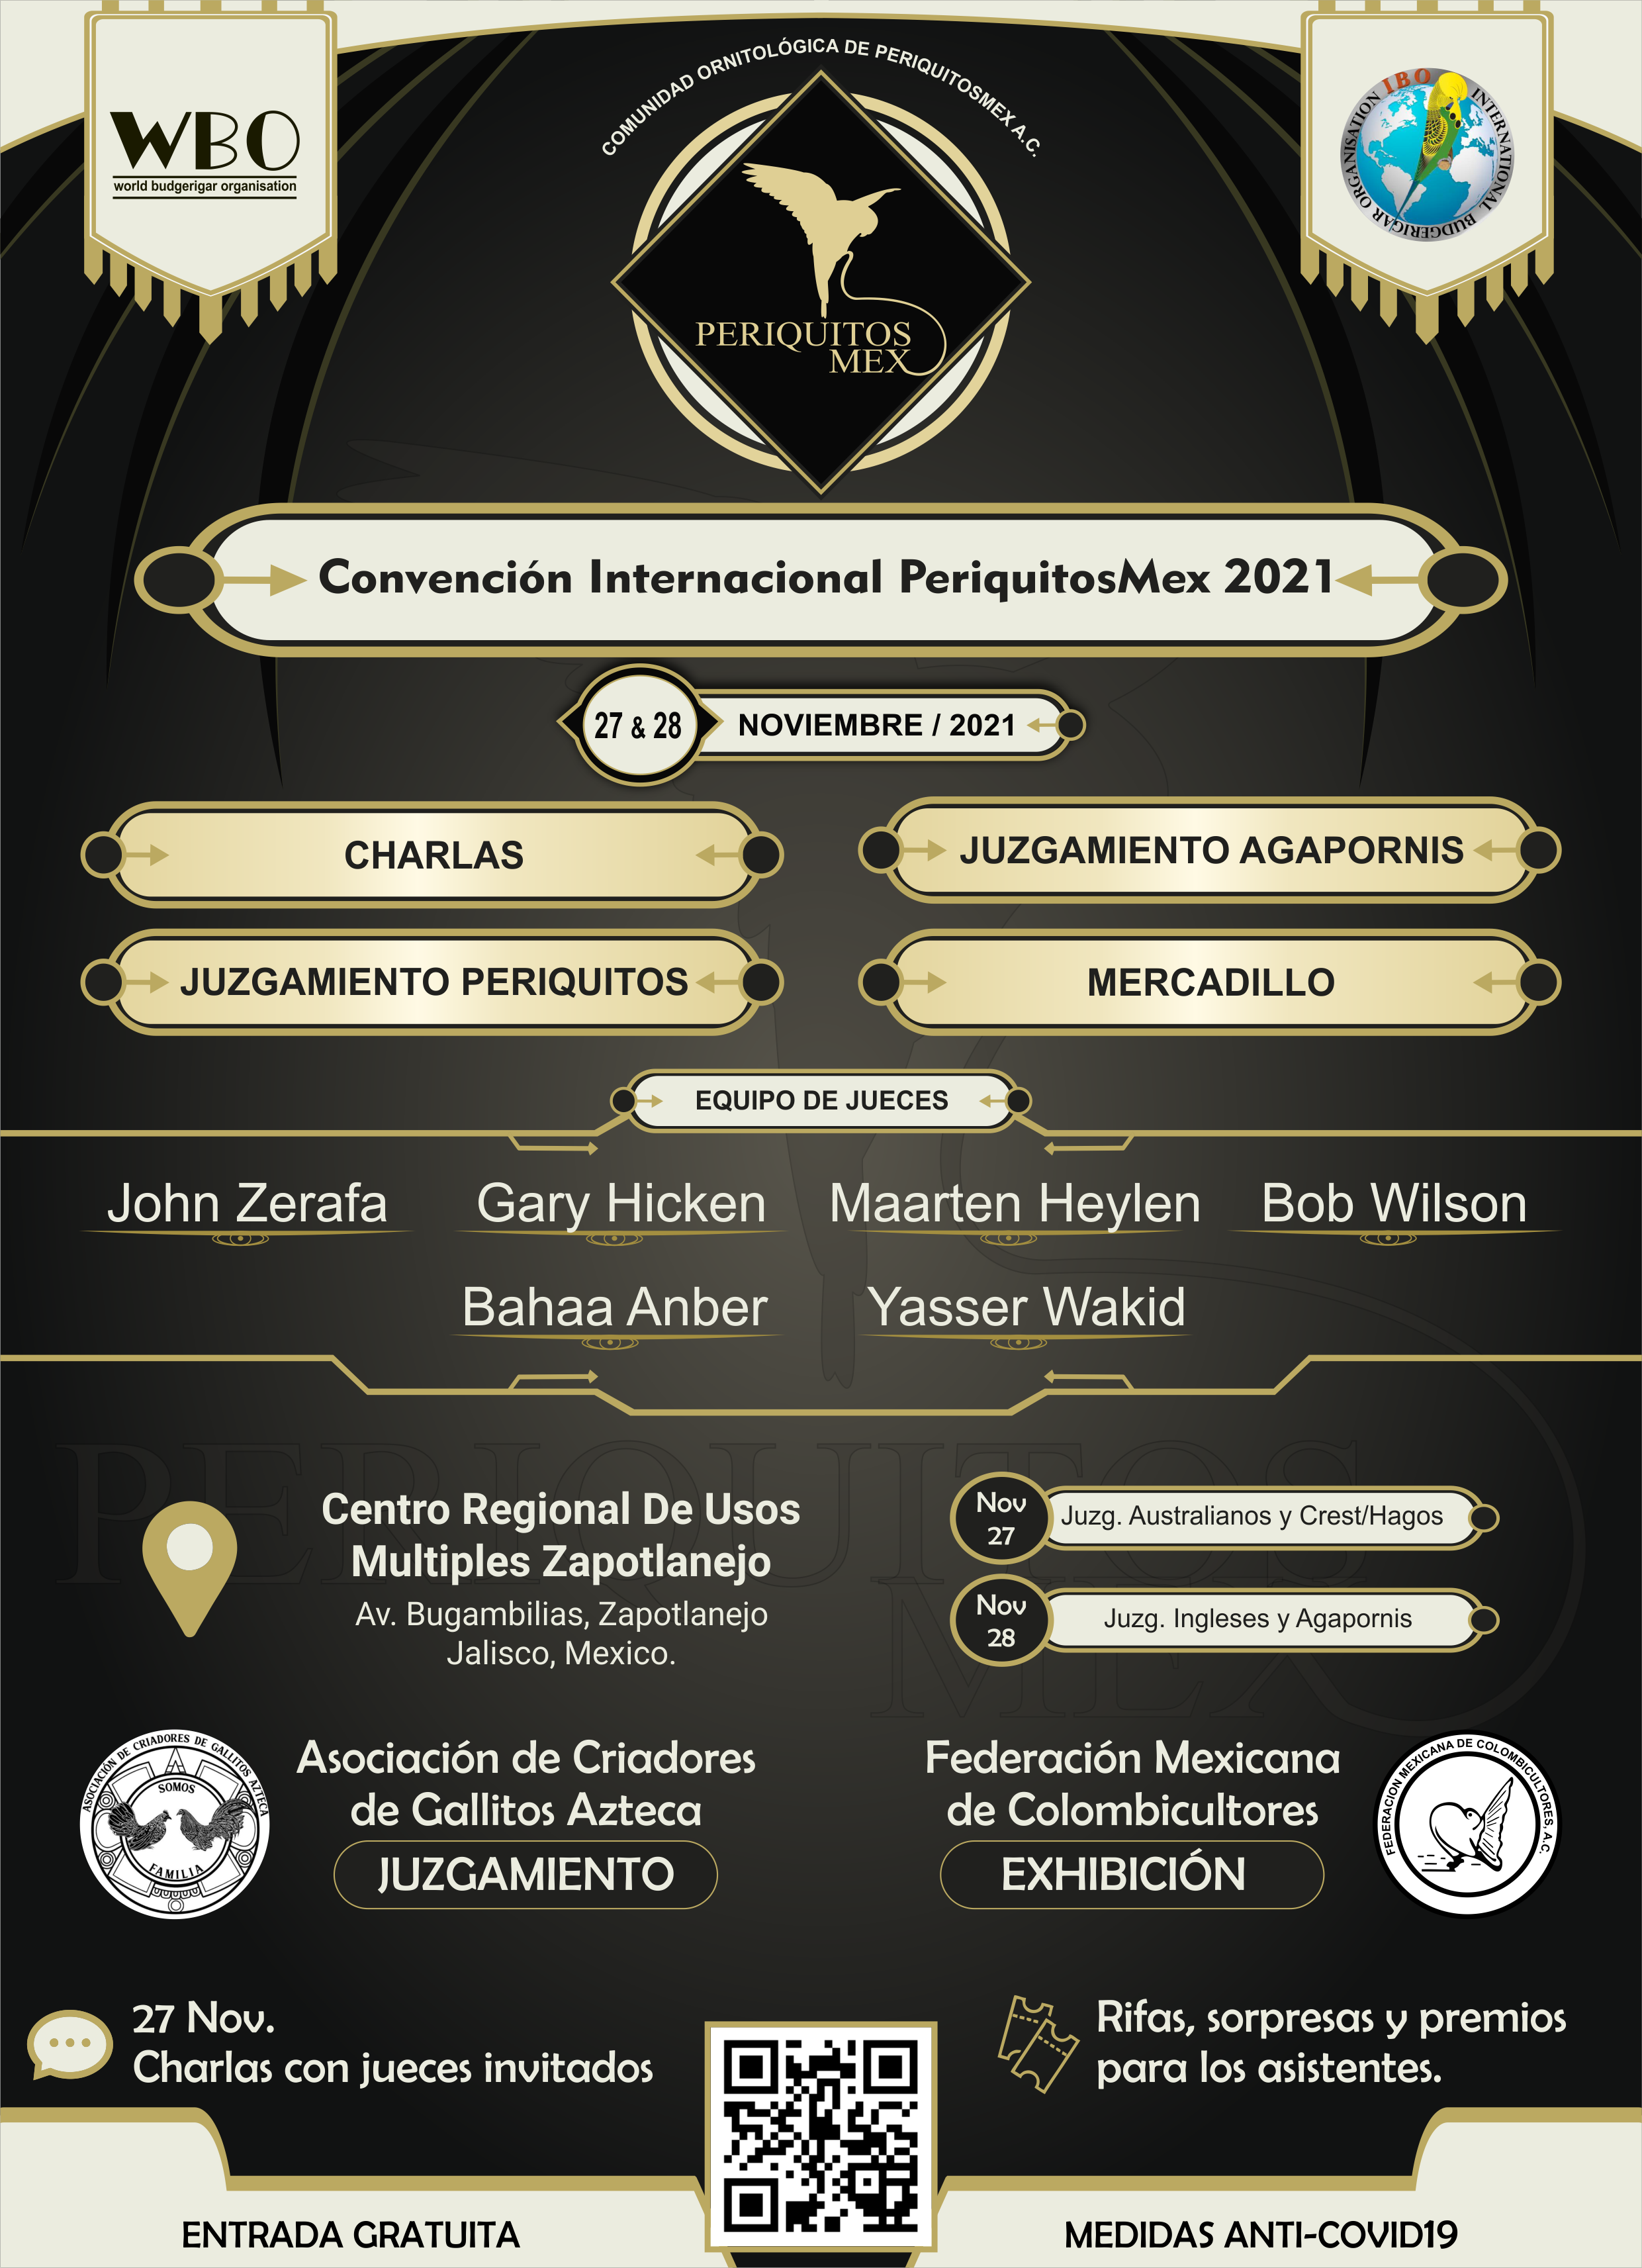 COMUNIDAD ORNITOLÓGICA DE PERIQUITOSMEX A.C.
WBO
world budgerigar organisation
IBO
INTERNATIONAL BUDGERIGAR ORGANISATION
PERIQUITOS
MEX
Convención Internacional PeriquitosMex 2021
27 & 28
NOVIEMBRE / 2021
CHARLAS
JUZGAMIENTO AGAPORNIS
JUZGAMIENTO PERIQUITOS
MERCADILLO
EQUIPO DE JUECES
John Zerafa
Gary Hicken
Maarten Heylen
Bob Wilson
Bahaa Anber
Yasser Wakid
PERIQUITOS
MEX
Centro Regional De Usos
Multiples Zapotlanejo
Av. Bugambilias, Zapotlanejo
Jalisco, Mexico.
Nov
27
Juzg. Australianos y Crest/Hagos
Nov
28
Juzg. Ingleses y Agapornis
ASOCIACIÓN DE CRIADORES DE GALLITOS AZTECA
SOMOS
FAMILIA
Asociación de Criadores
de Gallitos Azteca
JUZGAMIENTO
Federación Mexicana
de Colombicultores
EXHIBICIÓN
FEDERACION MEXICANA DE COLOMBICULTORES, A.C.
27 Nov.
Charlas con jueces invitados
Rifas, sorpresas y premios
para los asistentes.
ENTRADA GRATUITA
MEDIDAS ANTI-COVID19